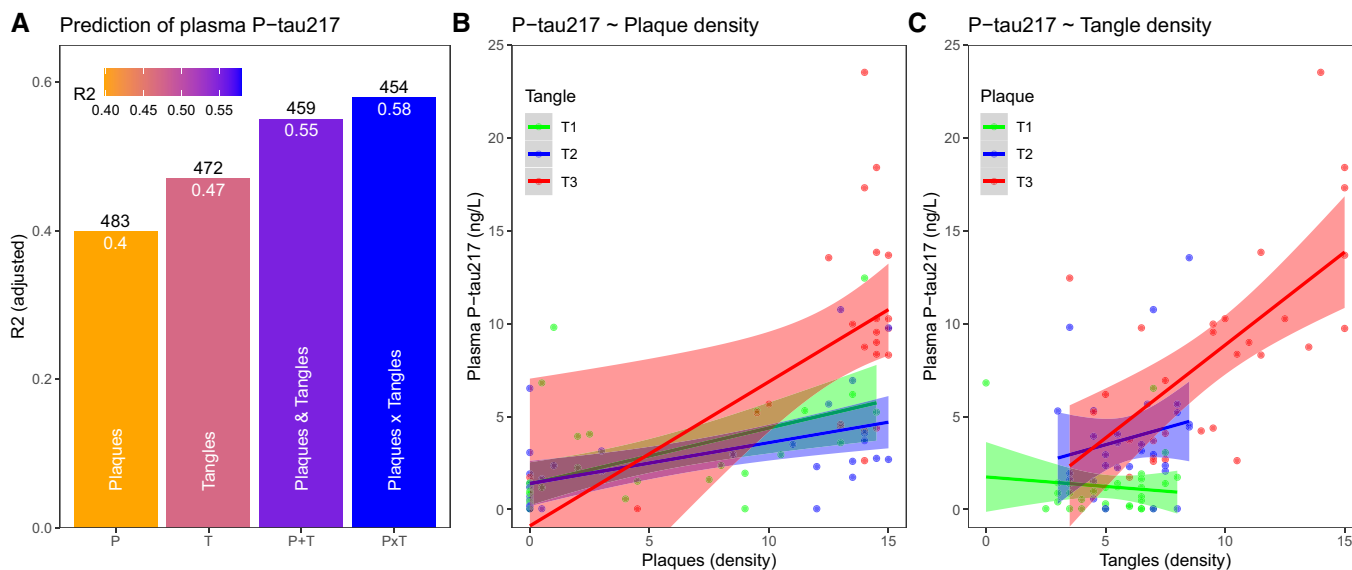 A
Prediction of plasma P−tau217
R2
0.40 0.45 0.50 0.55
R2 (adjusted)
0.6
0.4
0.2
0.0
483
0.4
Plaques
472
0.47
Tangles
459
0.55
Plaques & Tangles
454
0.58
Plaques x Tangles
P T P+T PxT
B
P−tau217 ~ Plaque density
Tangle
T1
T2
T3
Plasma P−tau217 (ng/L)
25
20
15
10
5
0
0 5 10 15
Plaques (density)
C
P−tau217 ~ Tangle density
Plaque
T1
T2
T3
Plasma P−tau217 (ng/L)
25
20
15
10
5
0
0 5 10 15
Tangles (density)